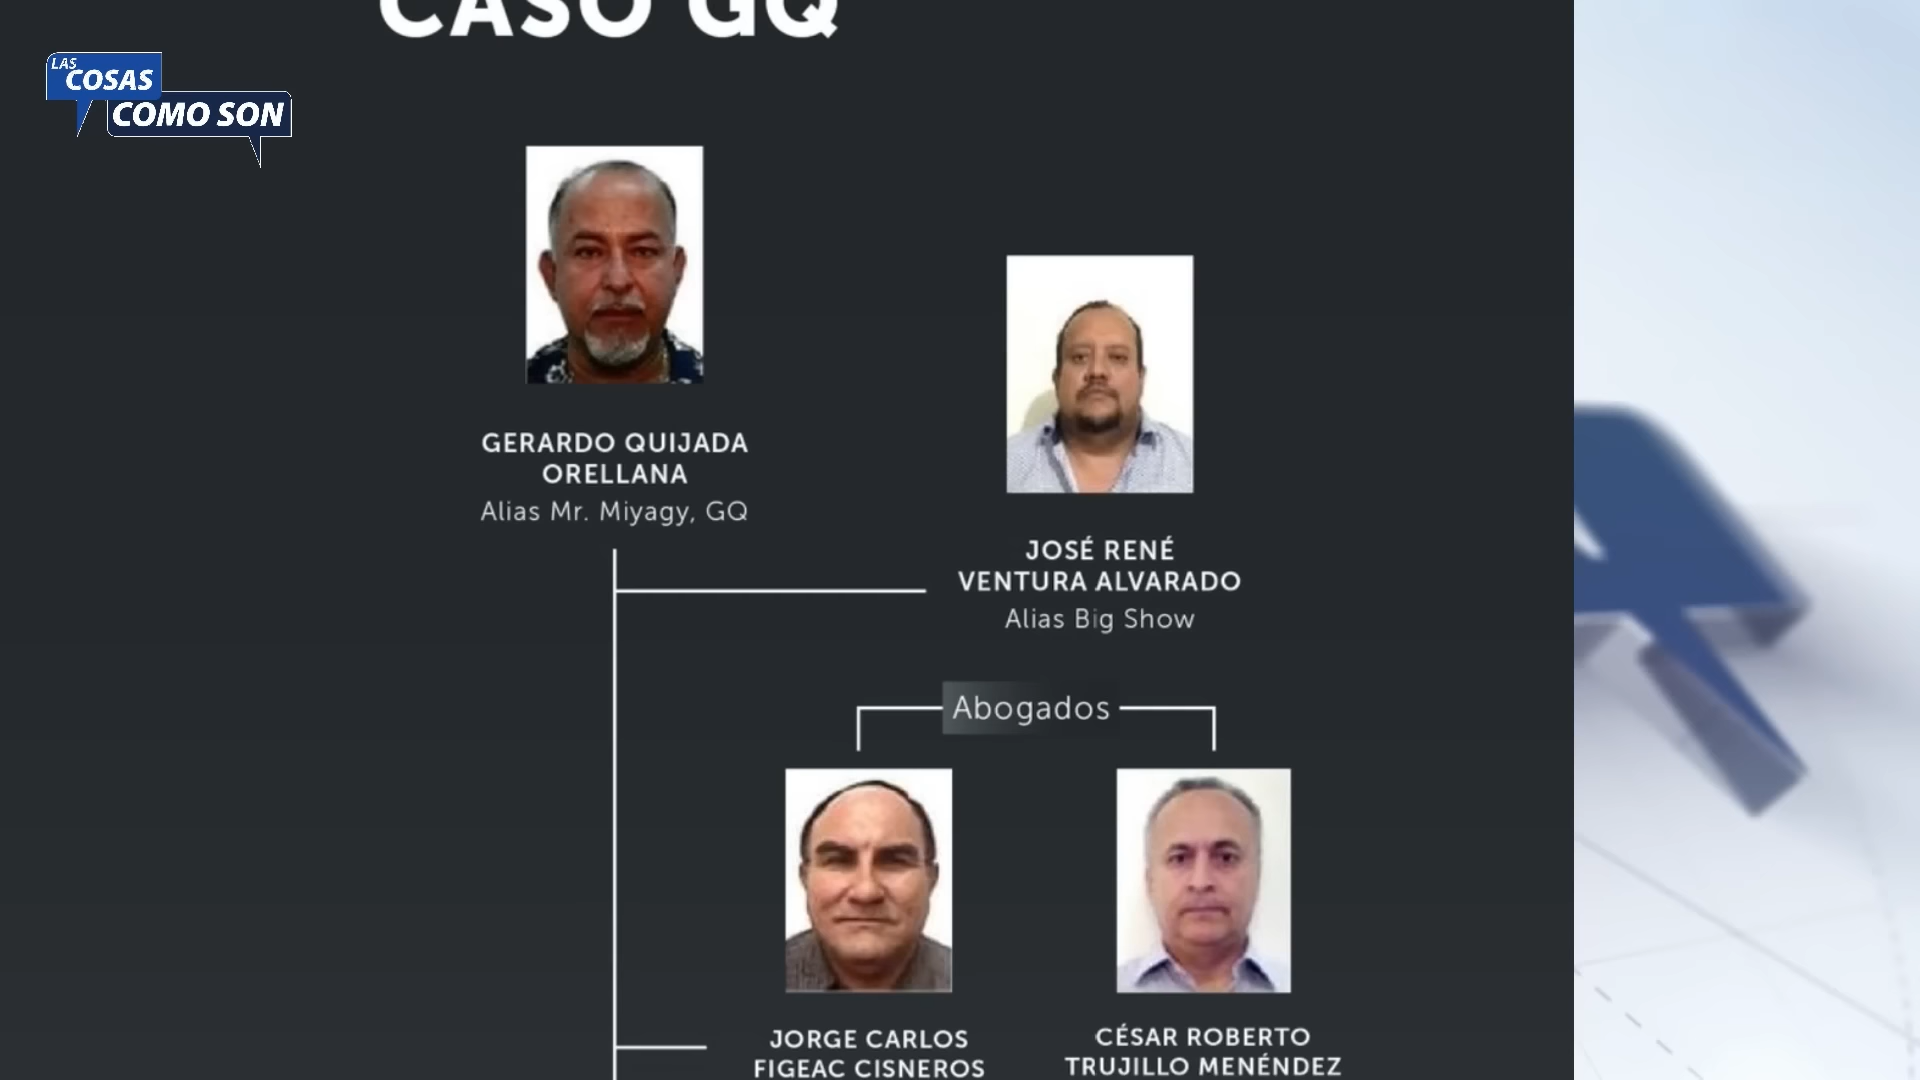 CASO GQ
LAS
COSAS
COMO SON
GERARDO QUIJADA
ORELLANA
Alias Mr. Miyagy, GQ
JOSÉ RENÉ
VENTURA ALVARADO
Alias Big Show
Abogados
JORGE CARLOS
FIGEAC CISNEROS
CÉSAR ROBERTO
TRUJILLO MENÉNDEZ